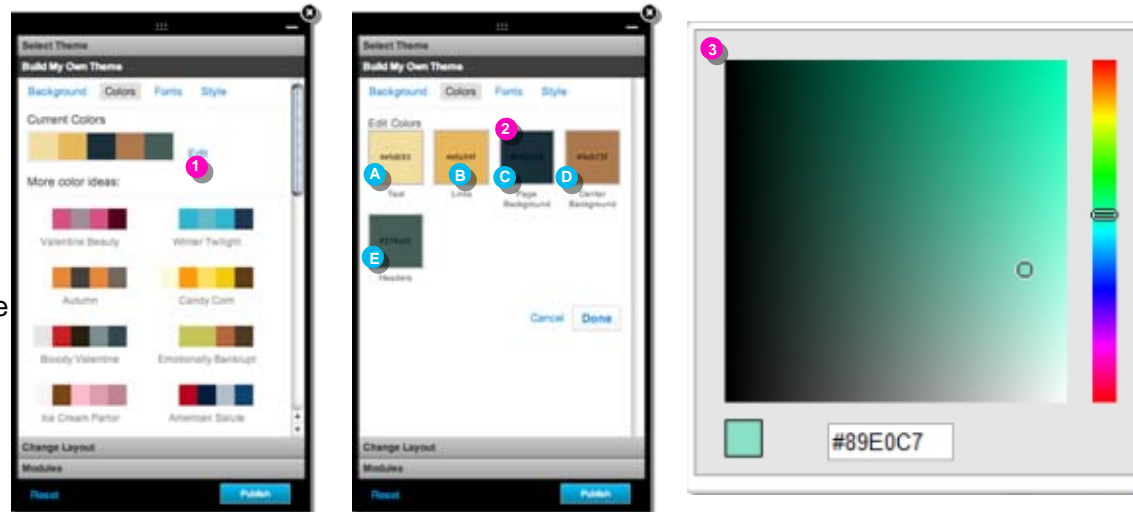 Select Theme
Build My Own Theme
Background Colors Fonts Style
Current Colors
Edit
1
More color ideas:
Valentine Beauty Winter Twilight
Autumn Candy Corn
Bloody Valentine Emotionally Bankrupt
Ice Cream Parlor American Salute
Change Layout
Modules
Reset Publish
e
Select Theme
Build My Own Theme
Background Colors Fonts Style
Edit Colors
2
A B C D
Text Links Page Background Center Background
E
Headers
Cancel Done
Change Layout
Modules
Reset Publish
3
#89E0C7